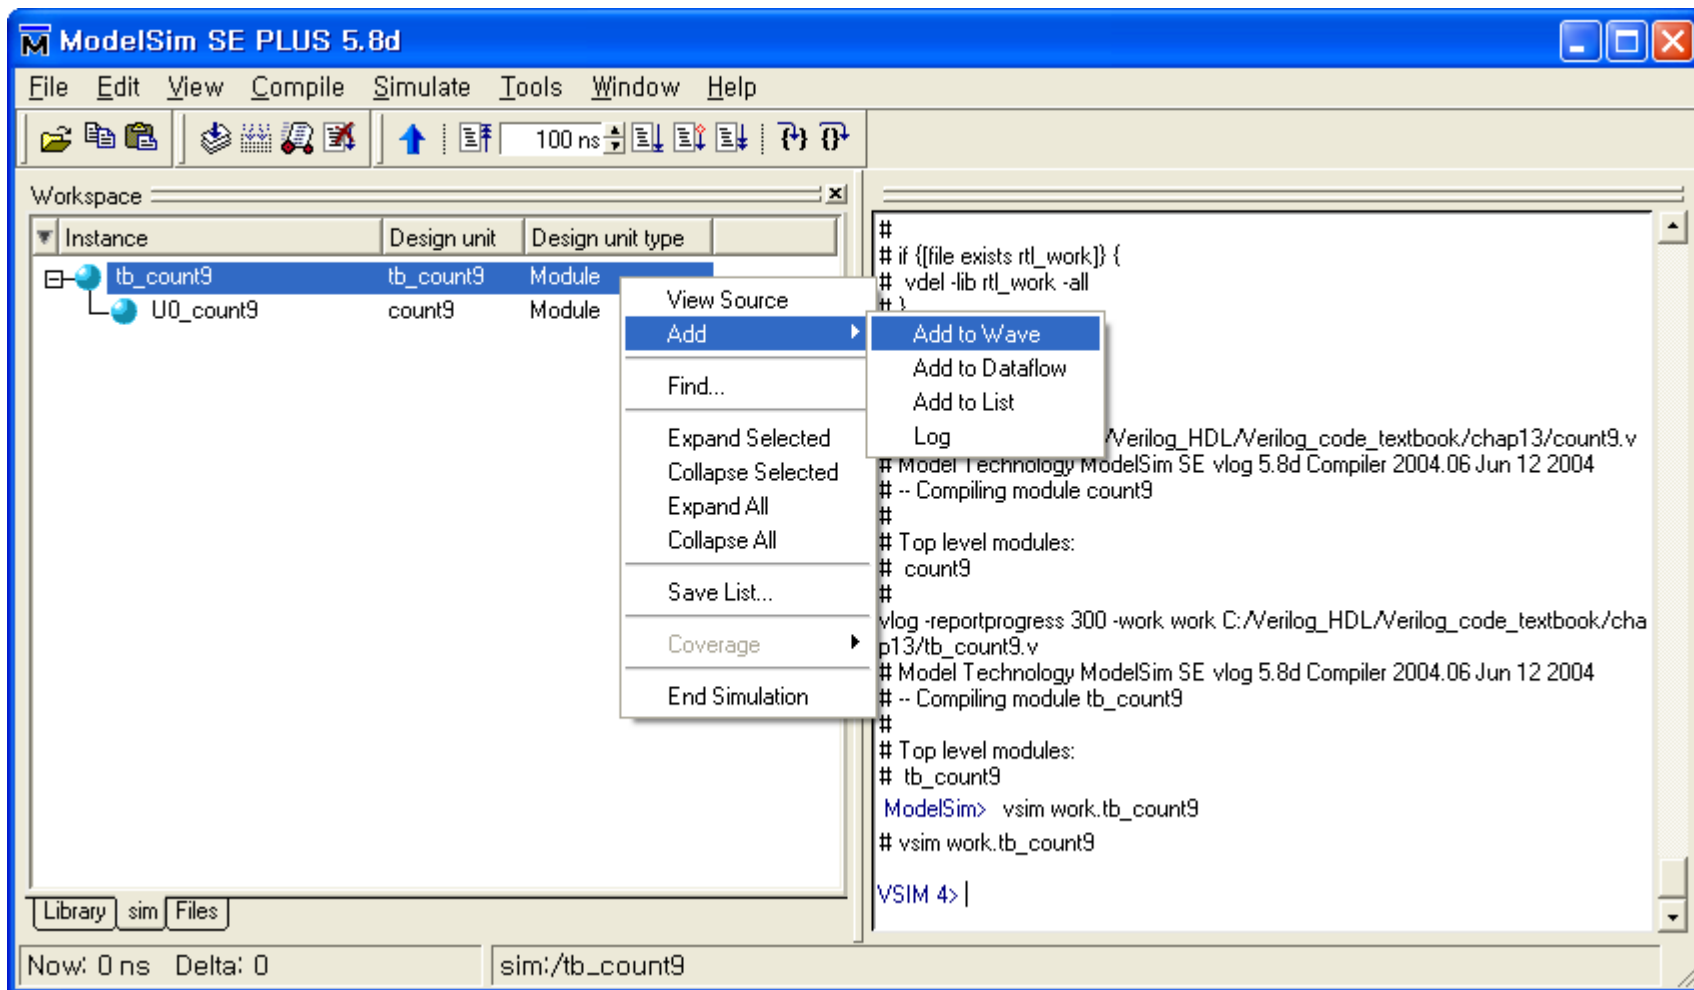 ModelSim SE PLUS 5.8d
File Edit View Compile Simulate Tools Window Help
100 ns
Workspace
Instance Design unit Design unit type
tb_count9 tb_count9 Module
U0_count9 count9 Module
View Source
Add
Find...
Expand Selected
Collapse Selected
Expand All
Collapse All
Save List...
Coverage
End Simulation
Add to Wave
Add to Dataflow
Add to List
Log
#
# if {[file exists rtl_work]} {
# vdel -lib rtl_work -all
# }
/Verilog_HDL/Verilog_code_textbook/chap13/count9.v
# Model Technology ModelSim SE vlog 5.8d Compiler 2004.06 Jun 12 2004
# -- Compiling module count9
#
# Top level modules:
# count9
#
vlog -reportprogress 300 -work work C:/Verilog_HDL/Verilog_code_textbook/cha
p13/tb_count9.v
# Model Technology ModelSim SE vlog 5.8d Compiler 2004.06 Jun 12 2004
# -- Compiling module tb_count9
#
# Top level modules:
# tb_count9
ModelSim> vsim work.tb_count9
# vsim work.tb_count9
VSIM 4>
Library sim Files
Now: 0 ns Delta: 0 sim:/tb_count9